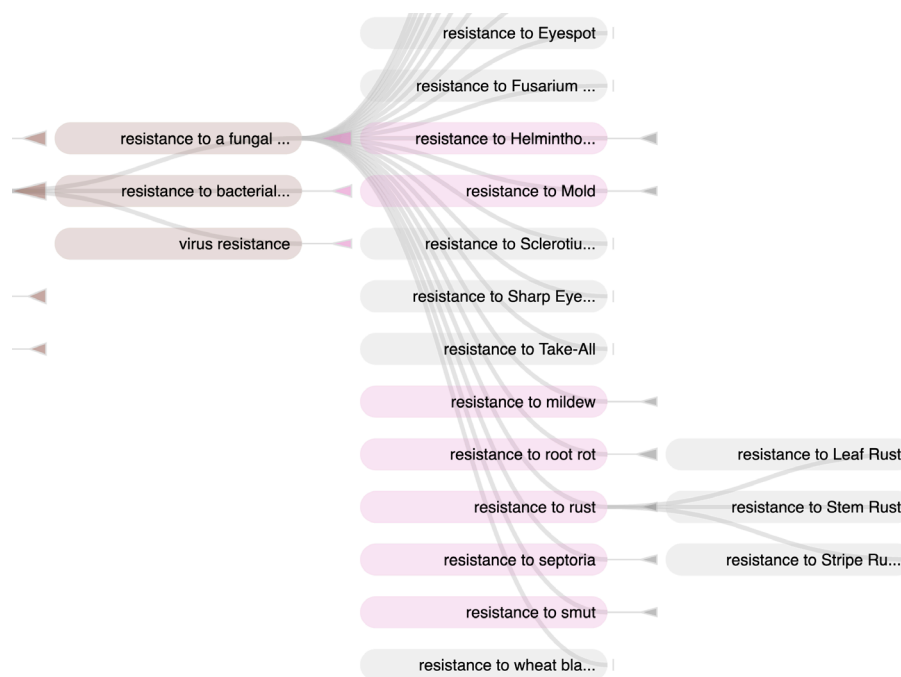 resistance to a fungal ...
resistance to bacterial...
virus resistance
resistance to Eyespot
resistance to Fusarium ...
resistance to Helmintho...
resistance to Mold
resistance to Sclerotiu...
resistance to Sharp Eye...
resistance to Take-All
resistance to mildew
resistance to root rot
resistance to rust
resistance to septoria
resistance to smut
resistance to wheat bla...
resistance to Leaf Rust
resistance to Stem Rust
resistance to Stripe Ru...